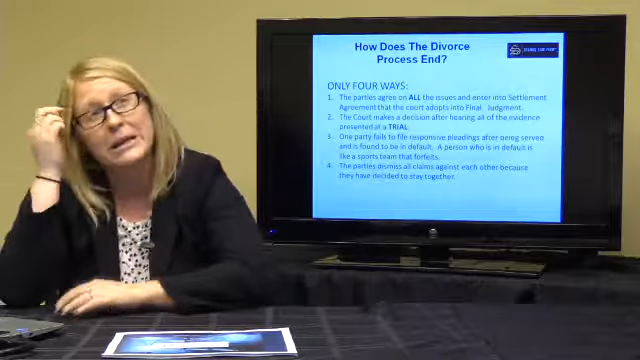 How Does The Divorce
Process End?
ONLY FOUR WAYS:
1. The parties agree on ALL the issues and enter into Settlement
Agreement that the court adopts into Final Judgment.
2. The Court makes a decision after hearing all of the evidence
presented at a TRIAL.
3. One party fails to file responsive pleadings after being served
and is found to be in default. A person who is in default is
like a sports team that forfeits.
4. The parties dismiss all claims against each other because
they have decided to stay together.